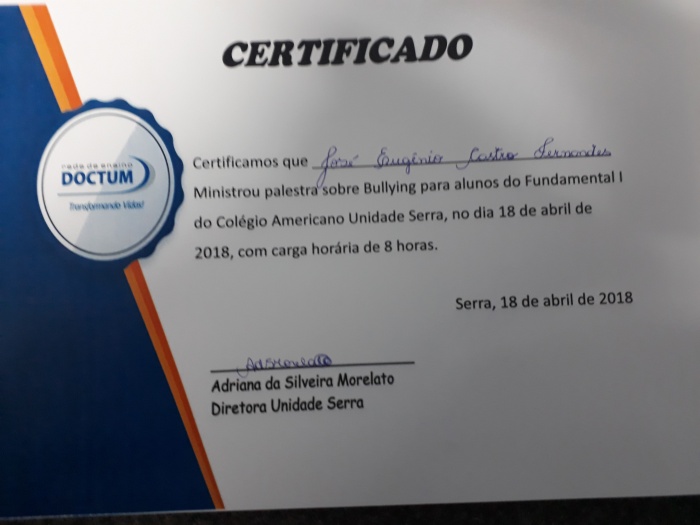 CERTIFICADO
rede de ensino
DOCTUM
Transformando Vidas!
Certificamos que José Eugênio Castro Fernandes
Ministrou palestra sobre Bullying para alunos do Fundamental I
do Colégio Americano Unidade Serra, no dia 18 de abril de
2018, com carga horária de 8 horas.
Serra, 18 de abril de 2018
Adriana da Silveira Morelato
Diretora Unidade Serra